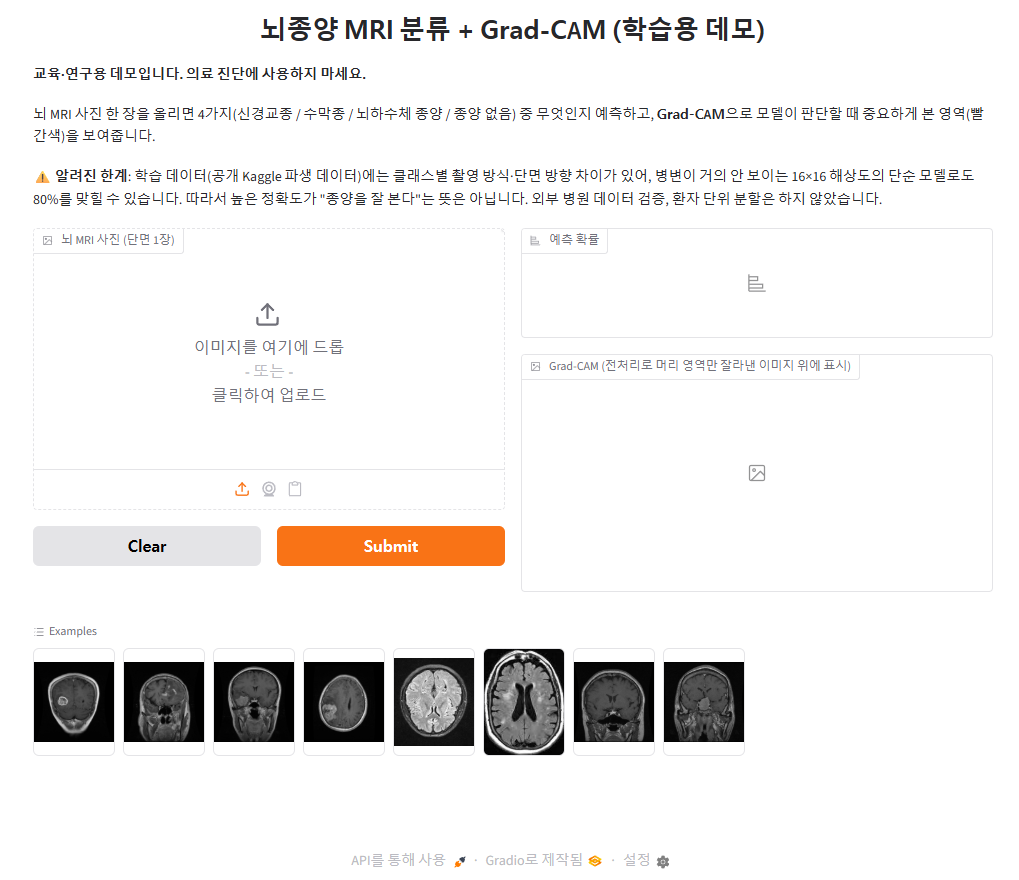 뇌종양 MRI 분류 + Grad-CAM (학습용 데모)
교육·연구용 데모입니다. 의료 진단에 사용하지 마세요.
뇌 MRI 사진 한 장을 올리면 4가지(신경교종 / 수막종 / 뇌하수체 종양 / 종양 없음) 중 무엇인지 예측하고, Grad-CAM으로 모델이 판단할 때 중요하게 본 영역(빨
간색)을 보여줍니다.
⚠️ 알려진 한계: 학습 데이터(공개 Kaggle 파생 데이터)에는 클래스별 촬영 방식·단면 방향 차이가 있어, 병변이 거의 안 보이는 16×16 해상도의 단순 모델로도
80%를 맞힐 수 있습니다. 따라서 높은 정확도가 "종양을 잘 본다"는 뜻은 아닙니다. 외부 병원 데이터 검증, 환자 단위 분할은 하지 않았습니다.
뇌 MRI 사진 (단면 1장)
이미지를 여기에 드롭
- 또는 -
클릭하여 업로드
Clear
Submit
예측 확률
Grad-CAM (전처리로 머리 영역만 잘라낸 이미지 위에 표시)
Examples
API를 통해 사용 · Gradio로 제작됨 · 설정